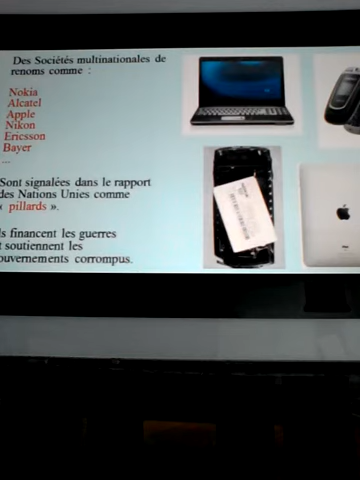 Des Sociétés multinationales de
renoms comme :
Nokia
Alcatel
Apple
Nikon
Ericsson
Bayer
...
Sont signalées dans le rapport
des Nations Unies comme
« pillards ».
ls financent les guerres
t soutiennent les
ouvernements corrompus.